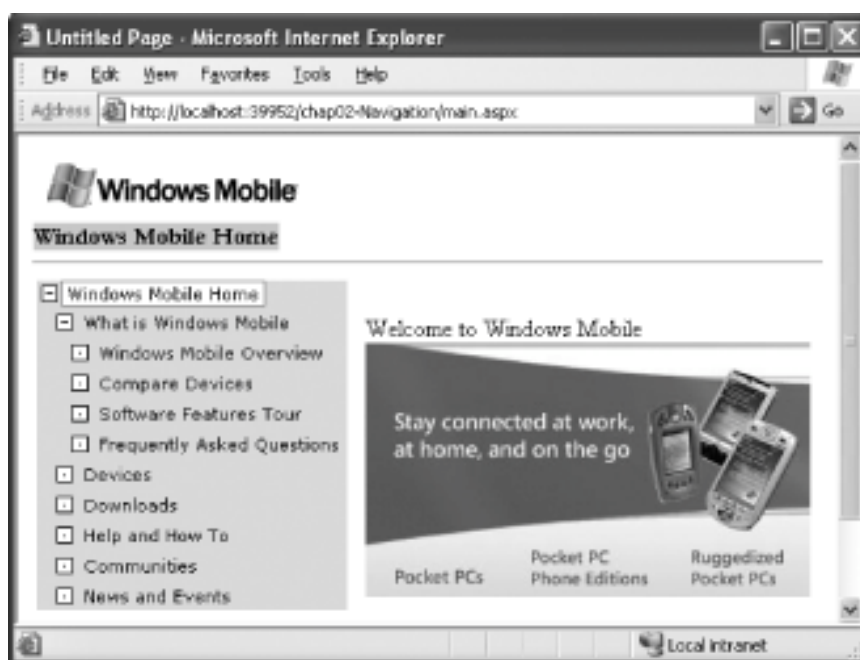 Untitled Page - Microsoft Internet Explorer
File Edit View Favorites Tools Help
Address http://localhost:39952/chap02-Navigation/main.aspx Go
Windows Mobile
Windows Mobile Home
Windows Mobile Home
What is Windows Mobile
Windows Mobile Overview
Compare Devices
Software Features Tour
Frequently Asked Questions
Devices
Downloads
Help and How To
Communities
News and Events
Welcome to Windows Mobile
Stay connected at work,
at home, and on the go
Pocket PCs
Pocket PC
Phone Editions
Ruggedized
Pocket PCs
Local intranet